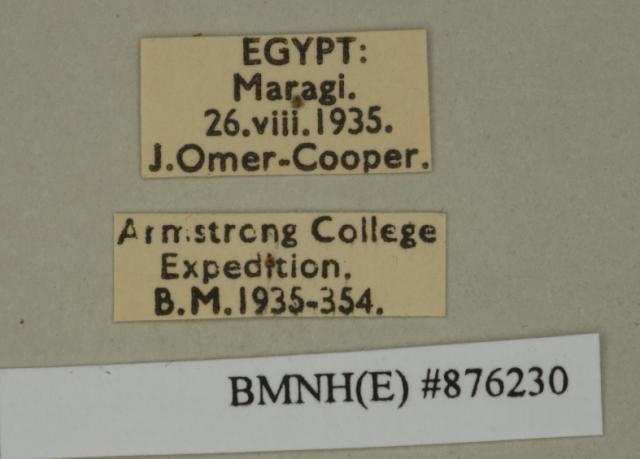 EGYPT:
Maragi.
26.viii.1935.
J.Omer-Cooper.
Armstrong College
Expedition.
B.M.1935-354.
BMNH(E) #876230